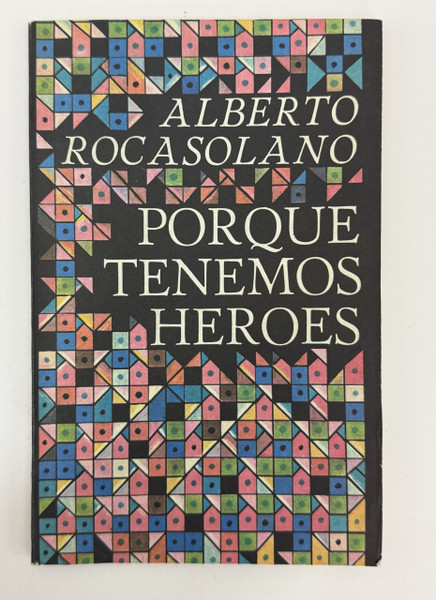 ALBERTO
ROCASOLANO
PORQUE
TENEMOS
HEROES